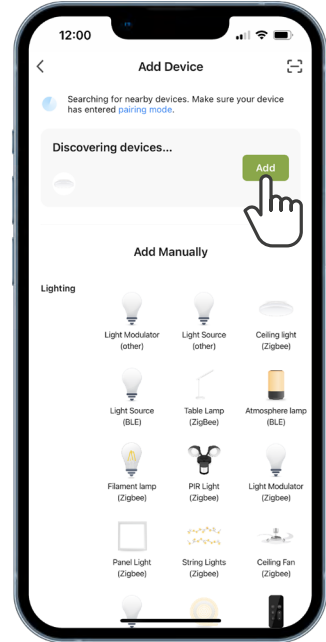 12:00
Add Device
Searching for nearby devices. Make sure your device
has entered pairing mode.
Discovering devices...
Add
Add Manually
Lighting
Light Modulator
(other)
Light Source
(other)
Ceiling light
(Zigbee)
Light Source
(BLE)
Table Lamp
(ZigBee)
Atmosphere lamp
(BLE)
Filament lamp
(Zigbee)
PIR Light
(Zigbee)
Light Modulator
(Zigbee)
Panel Light
(Zigbee)
String Lights
(Zigbee)
Ceiling Fan
(Zigbee)